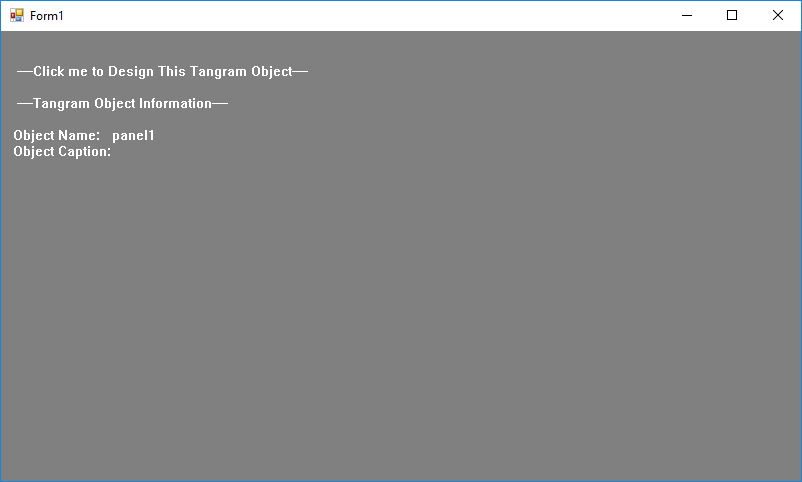 Form1
—Click me to Design This Tangram Object—
—Tangram Object Information—
Object Name: panel1
Object Caption: